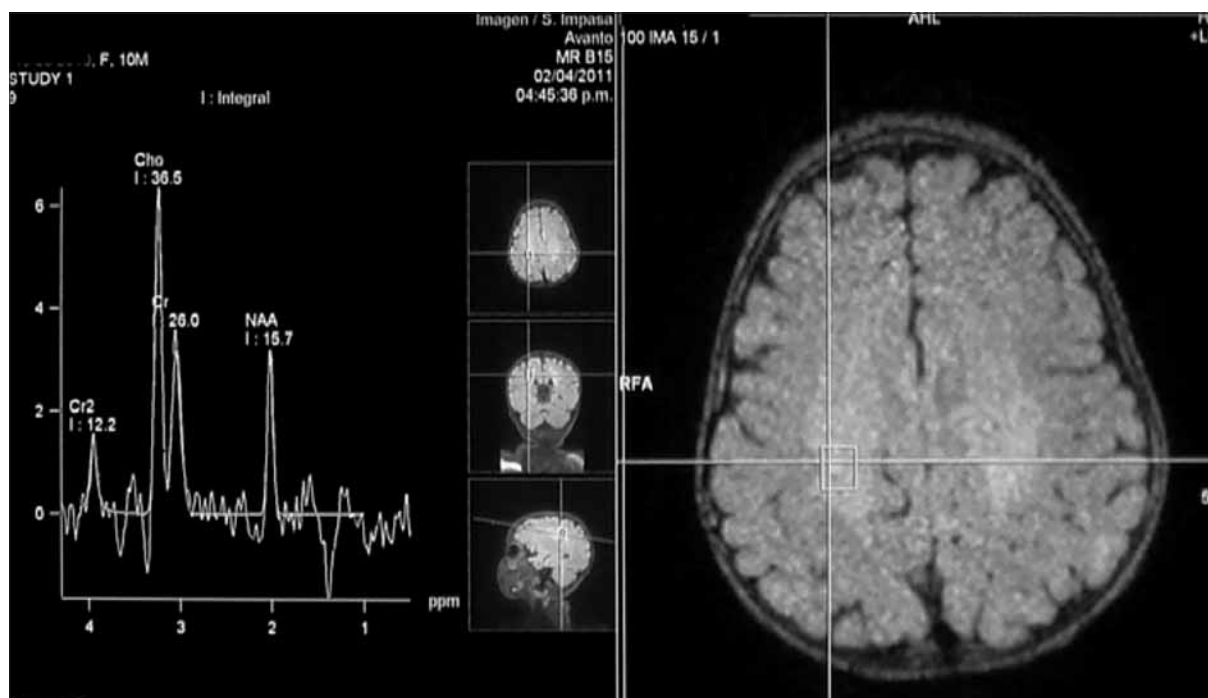 Imagen / S. Impasa
Avanto
MR B15
02/04/2011
04:45:36 p.m.
, F, 10M
STUDY 1
9
I : Integral
Cho
I : 36.5
Cr
26.0
NAA
I : 15.7
Cr2
I : 12.2
6
4
2
0
ppm
4 3 2 1
100 IMA 15 / 1
AHL
+L
RFA